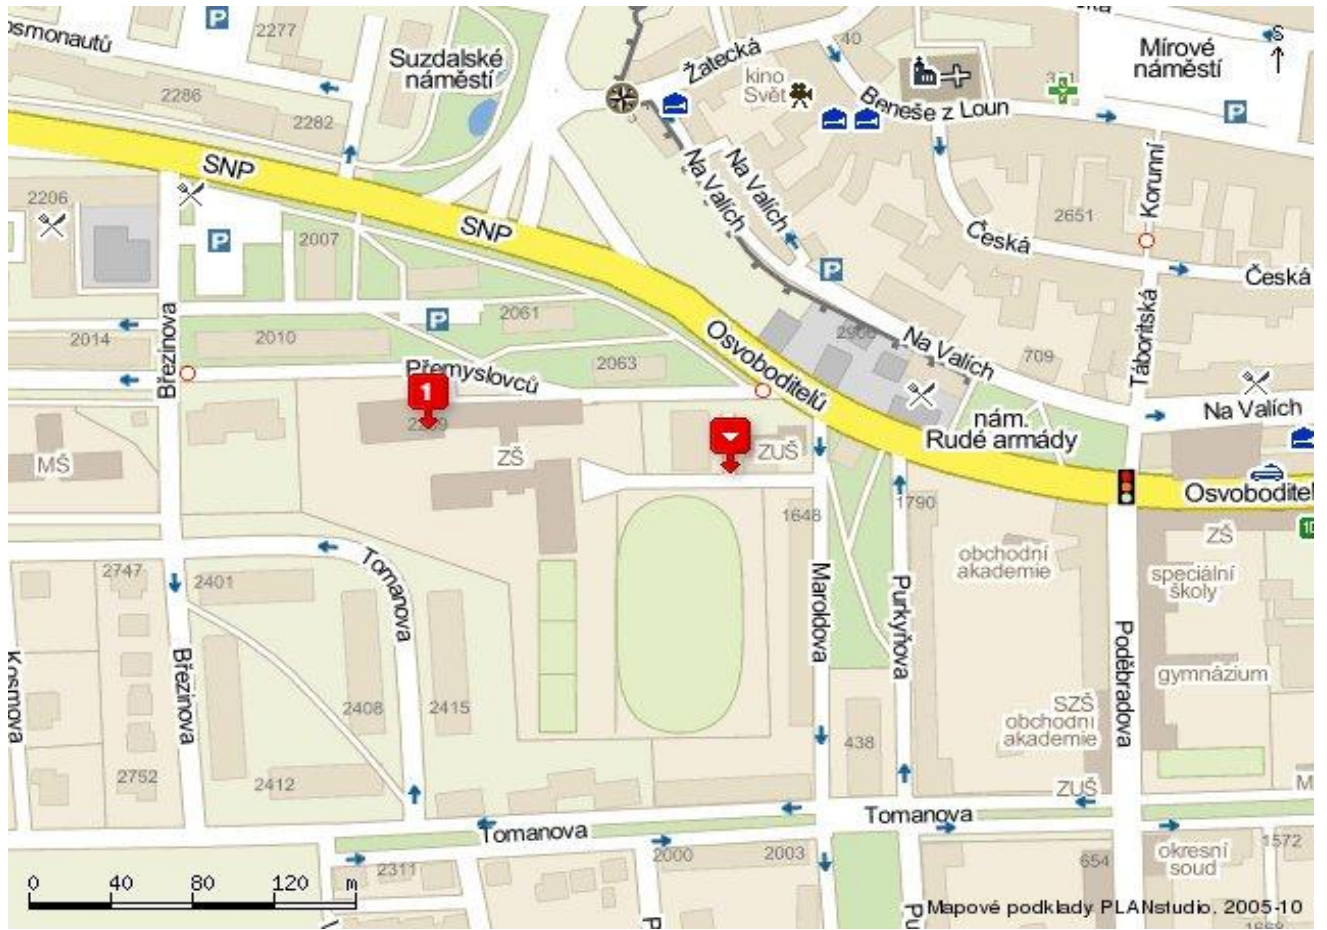 osmonautů
P
2277
Suzdalské
náměstí
Žatecká
40
kino
Svět
Beneše z Loun
Mírové
náměstí
S
P
2286
2282
SNP
2206
2007
P
SNP
Na Valích
Na Valích
P
2651
Korunní
Česká
Česká
Březinova
2014
2010
P
2061
2063
Přemyslovců
Osvoboditelů
Na Valích
709
Táboritská
Na Valích
nám.
Rudé armády
1
MŠ
ZŠ
ZUŠ
1648
1790
Osvoboditel
ZŠ
obchodní
akademie
speciální
školy
2747
2401
Tomanova
Maroldova
Purkyňova
Poděbradova
Kosmova
Březinova
gymnázium
2408
2415
SZŠ
obchodní
akademie
438
2752
2412
ZUŠ
M
Tomanova
Tomanova
2311
2000
2003
654
okresní
soud
1572
0 40 80 120 m
P
Pu
Mapové podklady PLANstudio, 2005-10